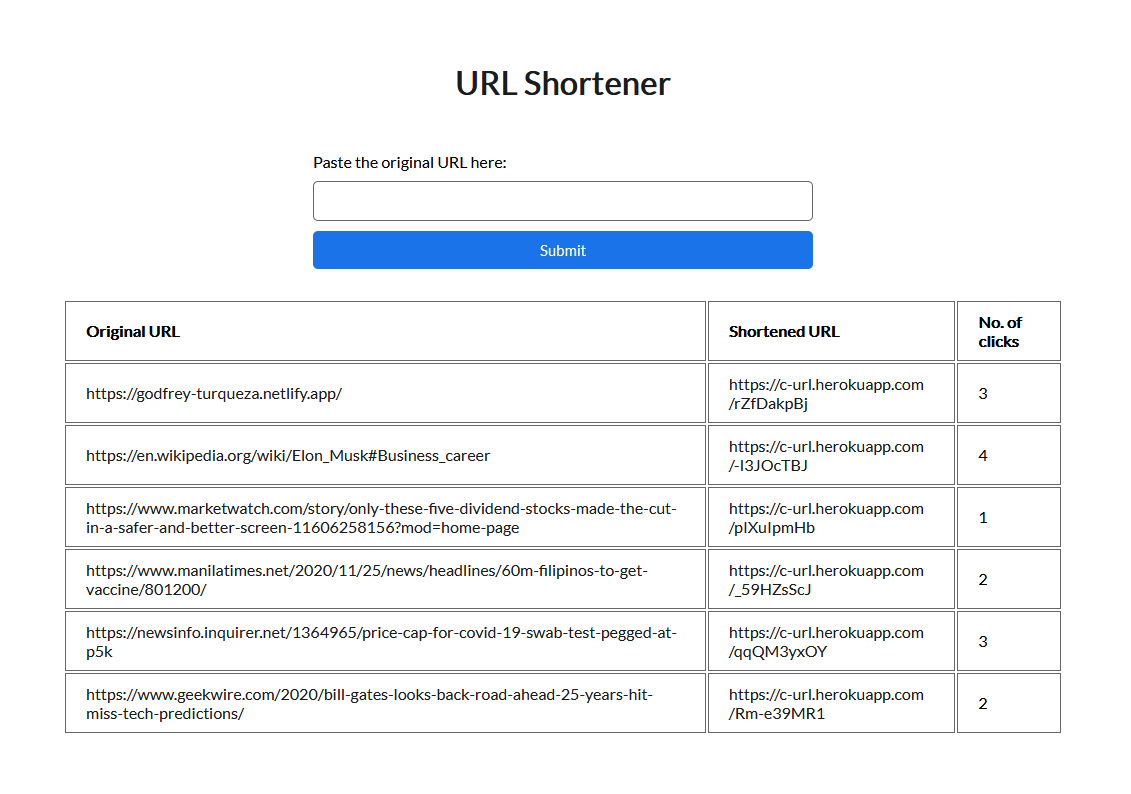 URL Shortener
Paste the original URL here:
Submit
Original URL
Shortened URL
No. of
clicks
https://godfrey-turqueza.netlify.app/
https://c-url.herokuapp.com
/rZfDakpBj
3
https://en.wikipedia.org/wiki/Elon_Musk#Business_career
https://c-url.herokuapp.com
/-I3JOcTBJ
4
https://www.marketwatch.com/story/only-these-five-dividend-stocks-made-the-cut-
in-a-safer-and-better-screen-11606258156?mod=home-page
https://c-url.herokuapp.com
/pIXuIpmHb
1
https://www.manilatimes.net/2020/11/25/news/headlines/60m-filipinos-to-get-
vaccine/801200/
https://c-url.herokuapp.com
/_59HZsScJ
2
https://newsinfo.inquirer.net/1364965/price-cap-for-covid-19-swab-test-pegged-at-
p5k
https://c-url.herokuapp.com
/qqQM3yxOY
3
https://www.geekwire.com/2020/bill-gates-looks-back-road-ahead-25-years-hit-
miss-tech-predictions/
https://c-url.herokuapp.com
/Rm-e39MR1
2